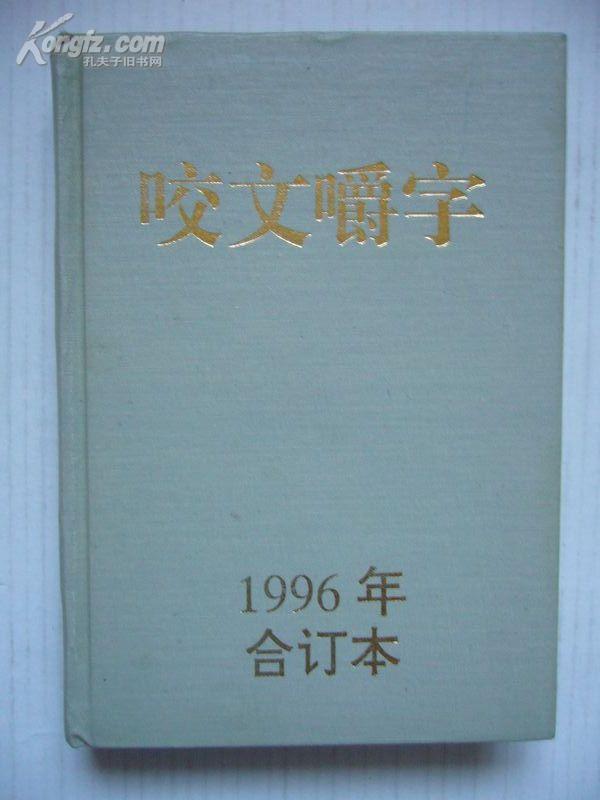 Kongfz.com
孔夫子旧书网
咬文嚼字
1996年
合订本